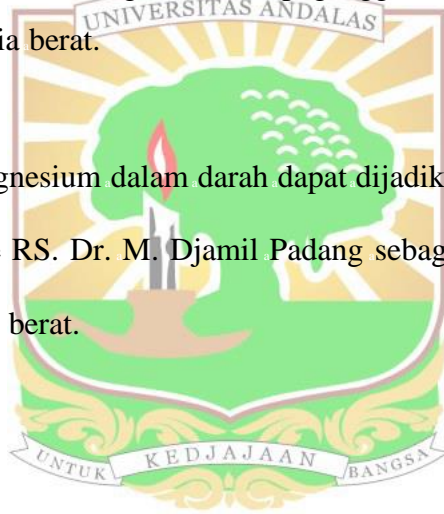 UNIVERSITAS ANDALAS
ia berat.
gnesium dalam darah dapat dijadik
RS. Dr. M. Djamil Padang sebag
berat.
UNTUK KEDJAJAAN BANGSA